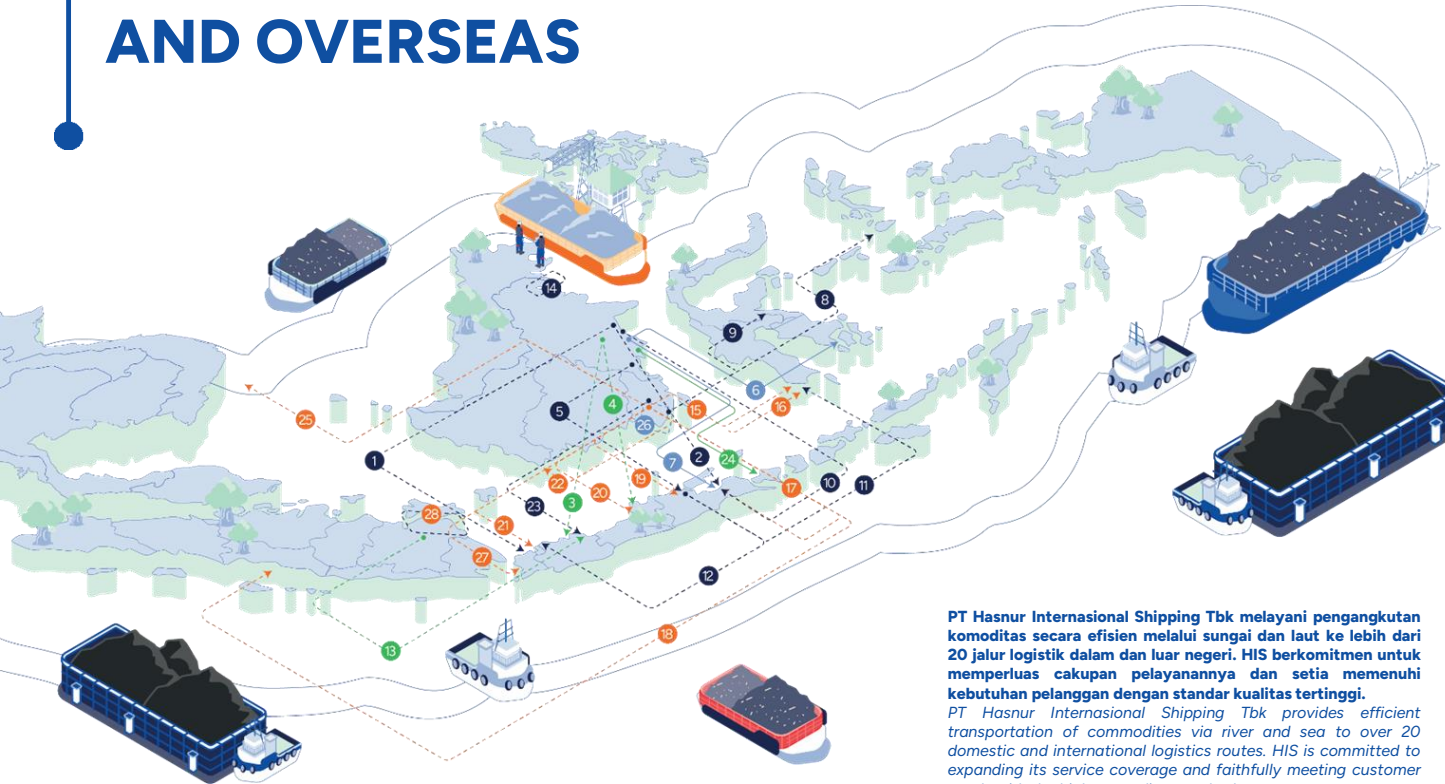 AND OVERSEAS
14
8
9
6
5
4
16
15
25
26
1
2
7
24
22
19
20
17
10
11
23
3
28
21
27
12
18
13
PT Hasnur Internasional Shipping Tbk melayani pengangkutan
komoditas secara efisien melalui sungai dan laut ke lebih dari
20 jalur logistik dalam dan luar negeri. HIS berkomitmen untuk
memperluas cakupan pelayanannya dan setia memenuhi
kebutuhan pelanggan dengan standar kualitas tertinggi.
PT Hasnur Internasional Shipping Tbk provides efficient
transportation of commodities via river and sea to over 20
domestic and international logistics routes. HIS is committed to
expanding its service coverage and faithfully meeting customer